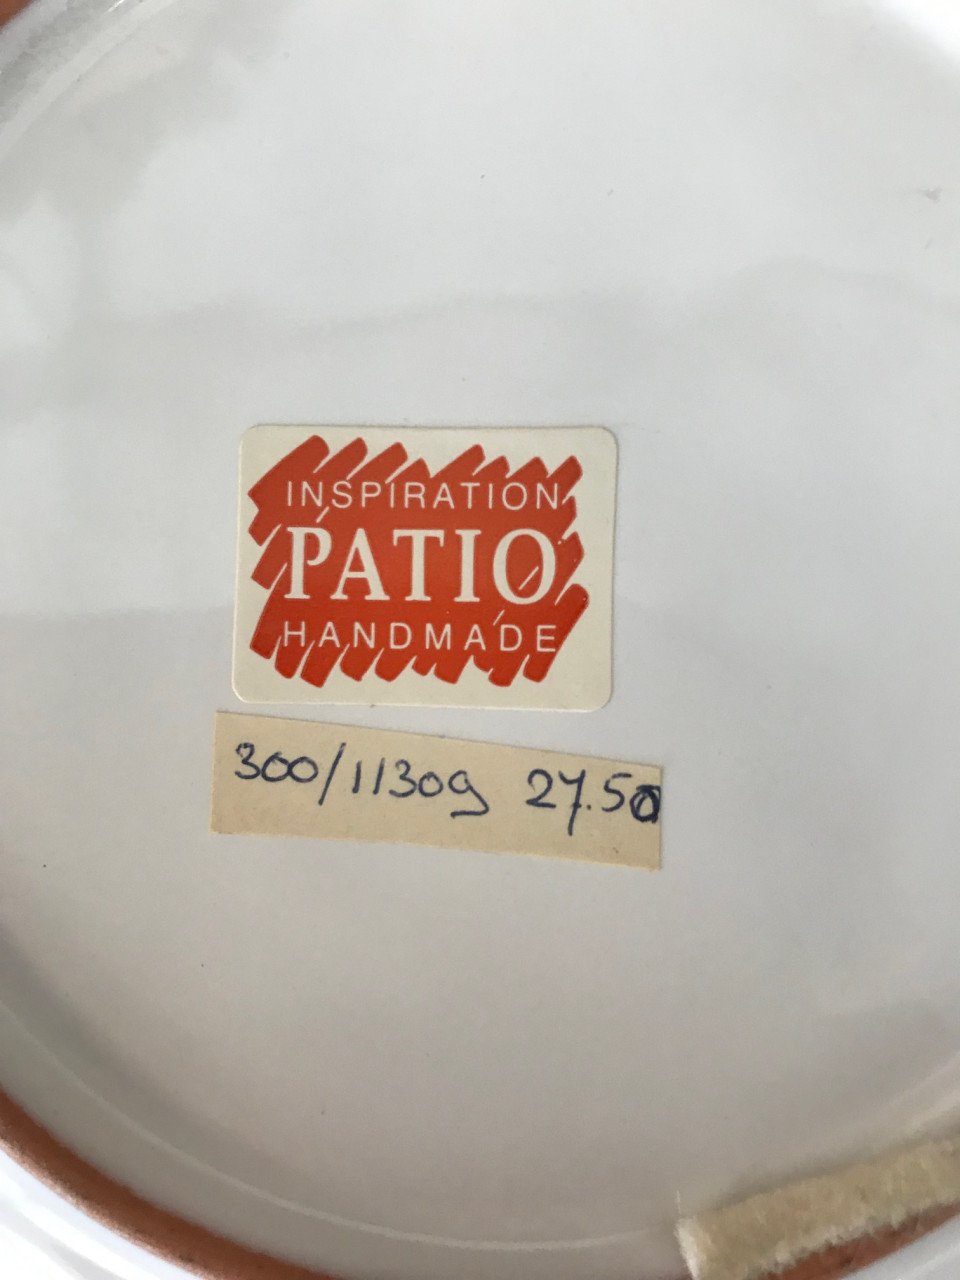 INSPIRATION
PATIO
HANDMADE
300/1130g 27.50